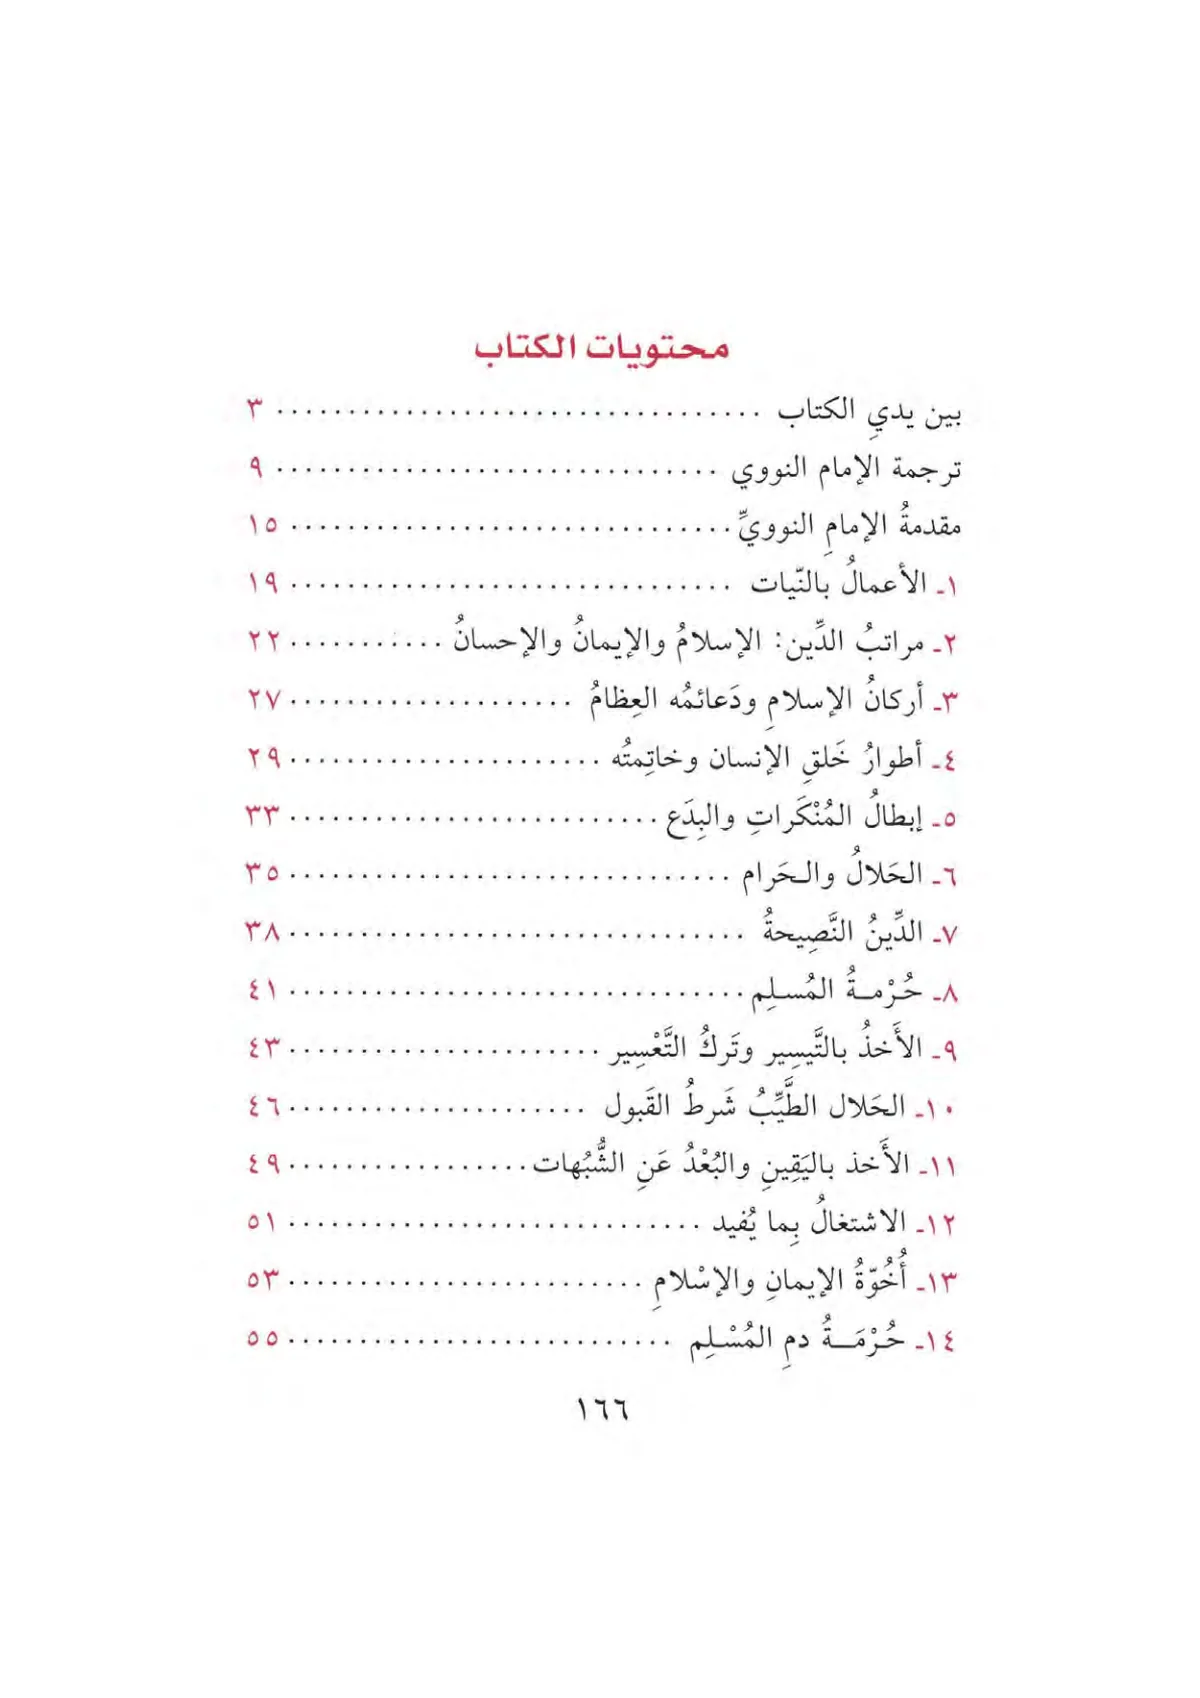 محتويات الكتاب
بين يديِ الكتاب .................................. ٣
ترجمة الإمام النووي ............................... ٩
مقدمةُ الإمامِ النوويِّ ............................... ١٥
١ـ الأعمالُ بالنّيات ............................... ١٩
٢ـ مراتبُ الدِّين: الإسلامُ والإيمانُ والإحسانُ ........... ٢٢
٣ـ أركانُ الإسلامِ ودَعائمُه العِظامُ .................... ٢٧
٤ـ أطوارُ خَلقِ الإنسان وخاتِمتُه ...................... ٢٩
٥ـ إبطالُ المُنْكَراتِ والبِدَع .......................... ٣٣
٦ـ الحَلالُ والحَرام ............................... ٣٥
٧ـ الدِّينُ النَّصِيحةُ ................................ ٣٨
٨ـ حُرْمـةُ المُسلِم ................................ ٤١
٩ـ الأَخذُ بالتَّيسِيرِ وتَركُ التَّعْسِير ...................... ٤٣
١٠ـ الحَلال الطَّيِّبُ شَرطُ القَبول ..................... ٤٦
١١ـ الأَخذ باليَقِينِ والبُعْدُ عَنِ الشُّبُهات ................. ٤٩
١٢ـ الاشتغالُ بِما يُفيد ............................. ٥١
١٣ـ أُخُوّةُ الإيمانِ والإسْلامِ ......................... ٥٣
١٤ـ حُرْمَـةُ دمِ المُسْلِم ........................... ٥٥
١٦٦